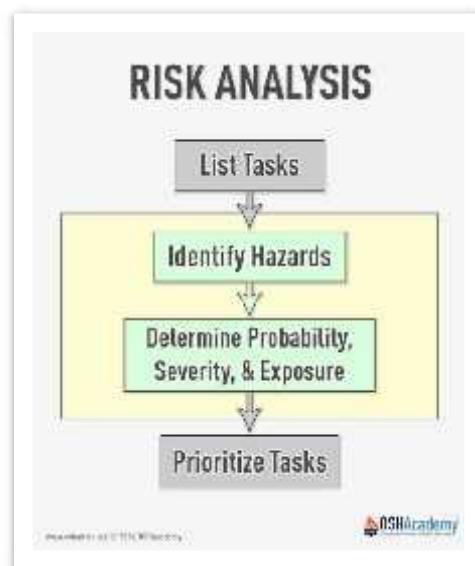 RISK ANALYSIS
List Tasks
Identify Hazards
Determine Probability,
Severity, & Exposure
Prioritize Tasks
OSHAcademy